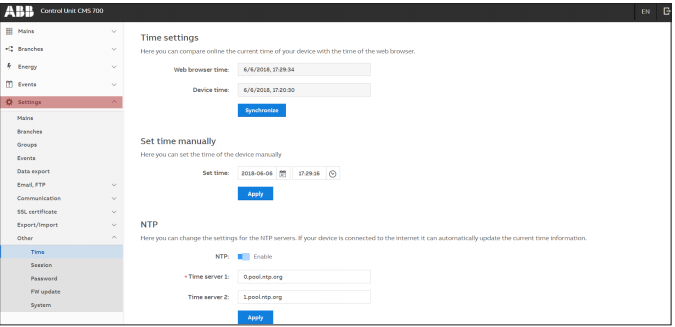 ABB Control Unit CMS 700
EN
Mains
Branches
Energy
Events
Settings
Mains
Branches
Groups
Events
Data export
Email, FTP
Communication
SSL certificate
Export/Import
Other
Time
Session
Password
FW update
System
Time settings
Here you can compare online the current time of your device with the time of the web browser.
Web browser time: 6/6/2018, 17:29:34
Device time: 6/6/2018, 17:20:30
Synchronize
Set time manually
Here you can set the time of the device manually
Set time: 2018-06-06 17:29:16
Apply
NTP
Here you can change the settings for the NTP servers. If your device is connected to the internet it can automatically update the current time information.
NTP: Enable
* Time server 1: 0.pool.ntp.org
Time server 2: 1.pool.ntp.org
Apply